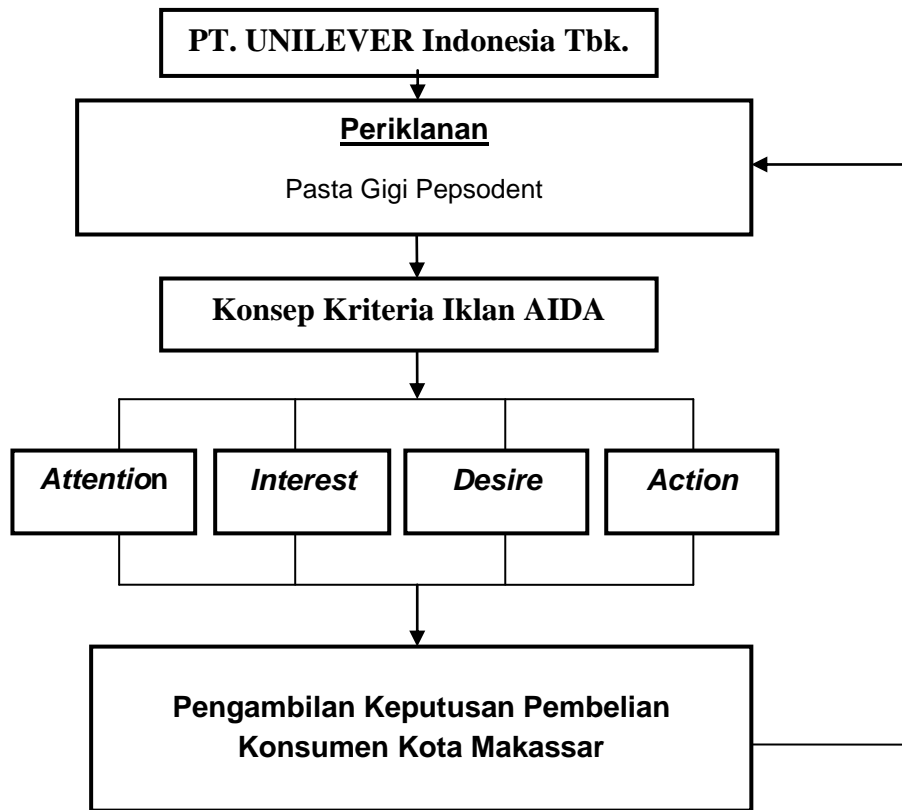 PT. UNILEVER Indonesia Tbk.
Periklanan
Pasta Gigi Pepsodent
Konsep Kriteria Iklan AIDA
Attention
Interest
Desire
Action
Pengambilan Keputusan Pembelian
Konsumen Kota Makassar